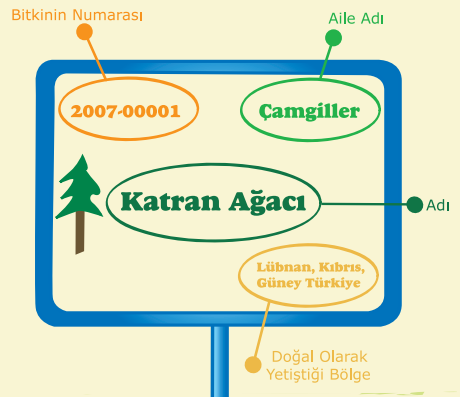 Bitkinin Numarası
Aile Adı
2007-00001
Çamgiller
Katran Ağacı
Adı
Lübnan, Kıbrıs,
Güney Türkiye
Doğal Olarak
Yetiştiği Bölge